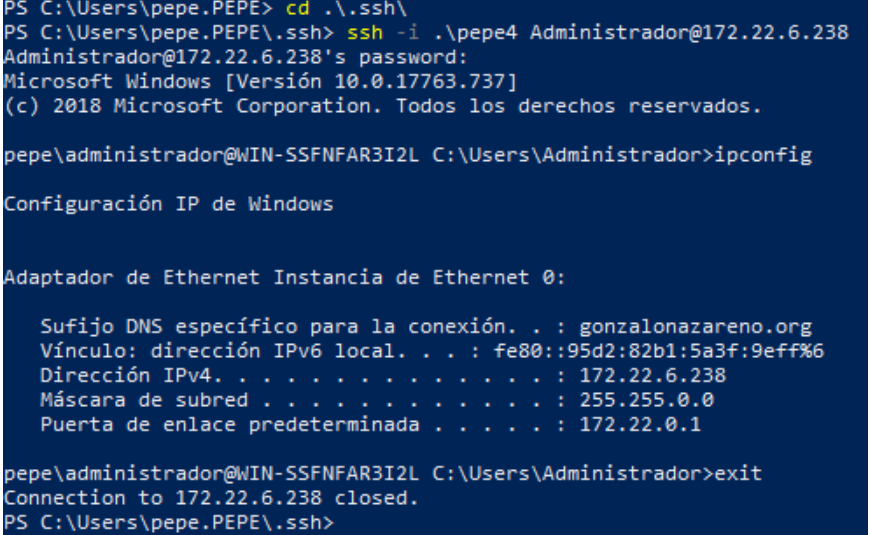 PS C:\Users\pepe.PEPE> cd .\.ssh\
PS C:\Users\pepe.PEPE\.ssh> ssh -i .\pepe4 Administrador@172.22.6.238
Administrador@172.22.6.238's password:
Microsoft Windows [Versión 10.0.17763.737]
(c) 2018 Microsoft Corporation. Todos los derechos reservados.
pepe\administrador@WIN-SSFNFAR3I2L C:\Users\Administrador>ipconfig
Configuración IP de Windows
Adaptador de Ethernet Instancia de Ethernet 0:
Sufijo DNS específico para la conexión. . : gonzalonazareno.org
Vínculo: dirección IPv6 local. . . : fe80::95d2:82b1:5a3f:9eff%6
Dirección IPv4. . . . . . . . . . . . . . : 172.22.6.238
Máscara de subred . . . . . . . . . . . . : 255.255.0.0
Puerta de enlace predeterminada . . . . . : 172.22.0.1
pepe\administrador@WIN-SSFNFAR3I2L C:\Users\Administrador>exit
Connection to 172.22.6.238 closed.
PS C:\Users\pepe.PEPE\.ssh>